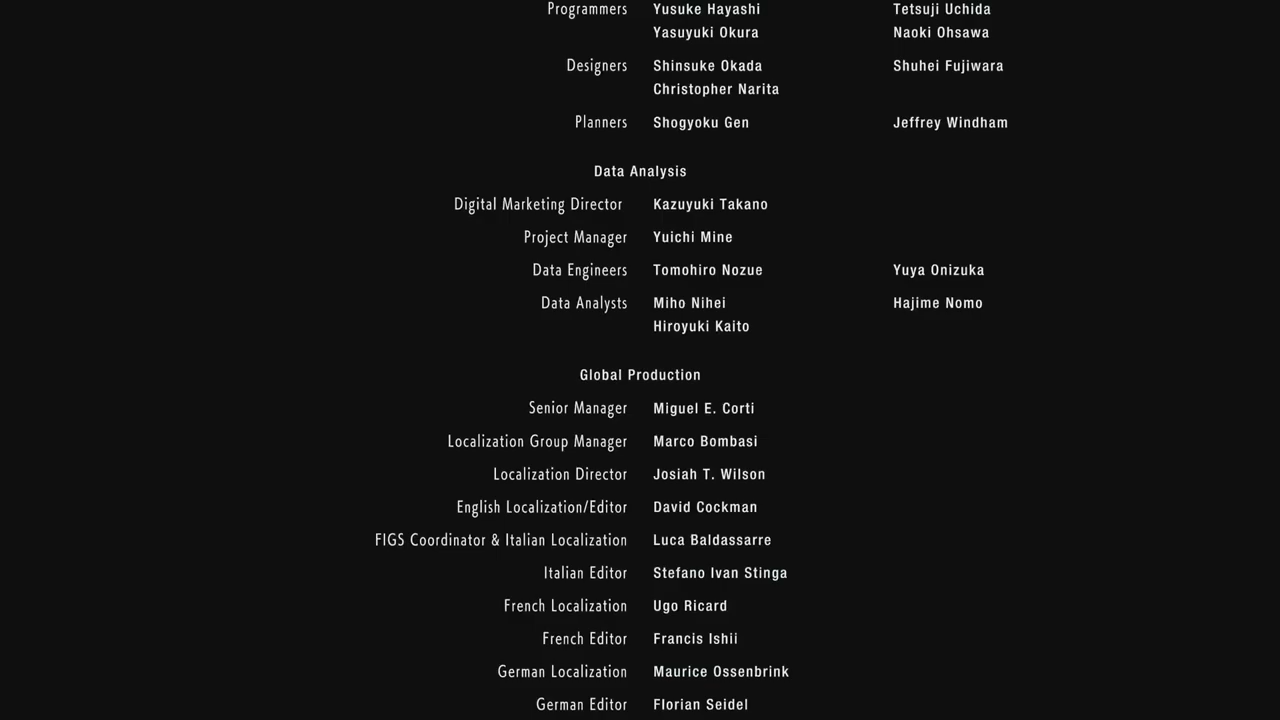 Programmers Yusuke Hayashi Tetsuji Uchida
Yasuyuki Okura Naoki Ohsawa
Designers Shinsuke Okada Shuhei Fujiwara
Christopher Narita
Planners Shogyoku Gen Jeffrey Windham
Data Analysis
Digital Marketing Director Kazuyuki Takano
Project Manager Yuichi Mine
Data Engineers Tomohiro Nozue Yuya Onizuka
Data Analysts Miho Nihei Hajime Nomo
Hiroyuki Kaito
Global Production
Senior Manager Miguel E. Corti
Localization Group Manager Marco Bombasi
Localization Director Josiah T. Wilson
English Localization/Editor David Cockman
FIGS Coordinator & Italian Localization Luca Baldassarre
Italian Editor Stefano Ivan Stinga
French Localization Ugo Ricard
French Editor Francis Ishii
German Localization Maurice Ossenbrink
German Editor Florian Seidel